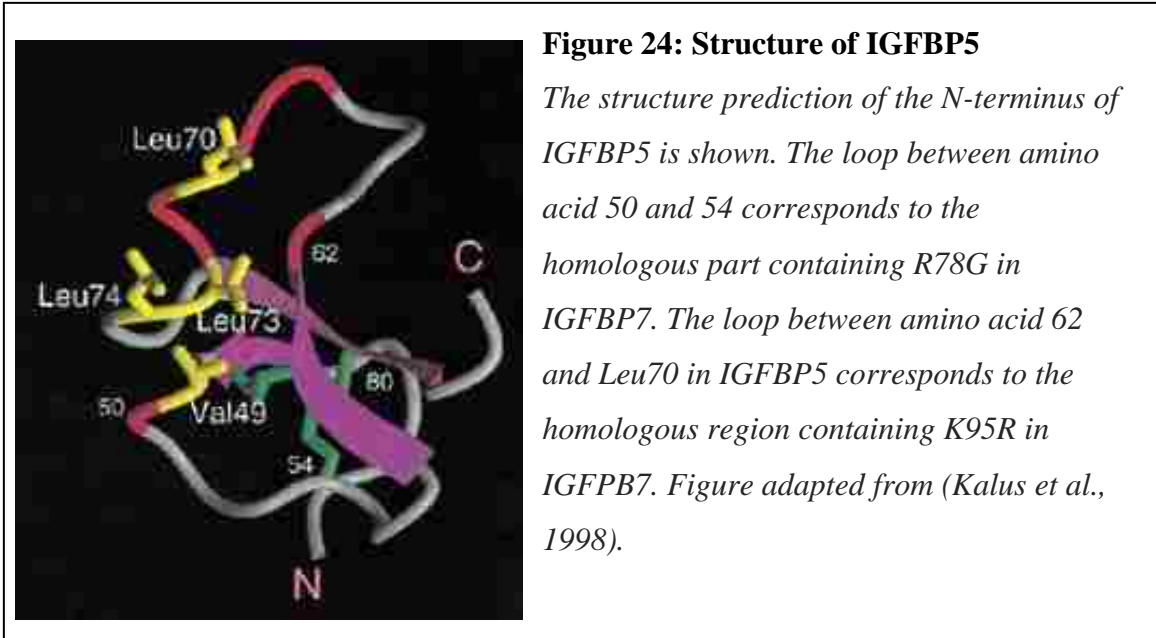 Leu70
62
C
Leu74
Leu73
80
50
Val49
54
N
Figure 24: Structure of IGFBP5
The structure prediction of the N-terminus of
IGFBP5 is shown. The loop between amino
acid 50 and 54 corresponds to the
homologous part containing R78G in
IGFBP7. The loop between amino acid 62
and Leu70 in IGFBP5 corresponds to the
homologous region containing K95R in
IGFPB7. Figure adapted from (Kalus et al.,
1998).